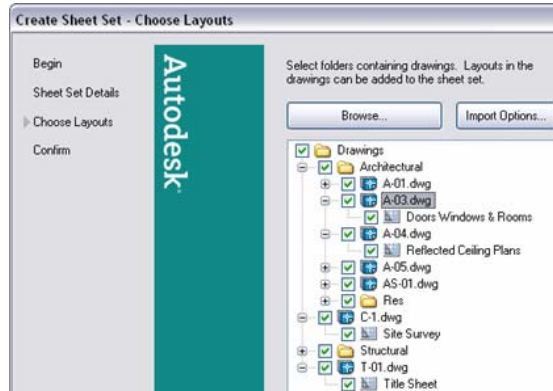 Create Sheet Set - Choose Layouts
Begin
Sheet Set Details
Choose Layouts
Confirm
Autodesk
Select folders containing drawings. Layouts in the
drawings can be added to the sheet set.
Browse...
Import Options...
Drawings
Architectural
A-01.dwg
A-03.dwg
Doors Windows & Rooms
A-04.dwg
Reflected Ceiling Plans
A-05.dwg
AS-01.dwg
Res
C-1.dwg
Site Survey
Structural
T-01.dwg
Title Sheet